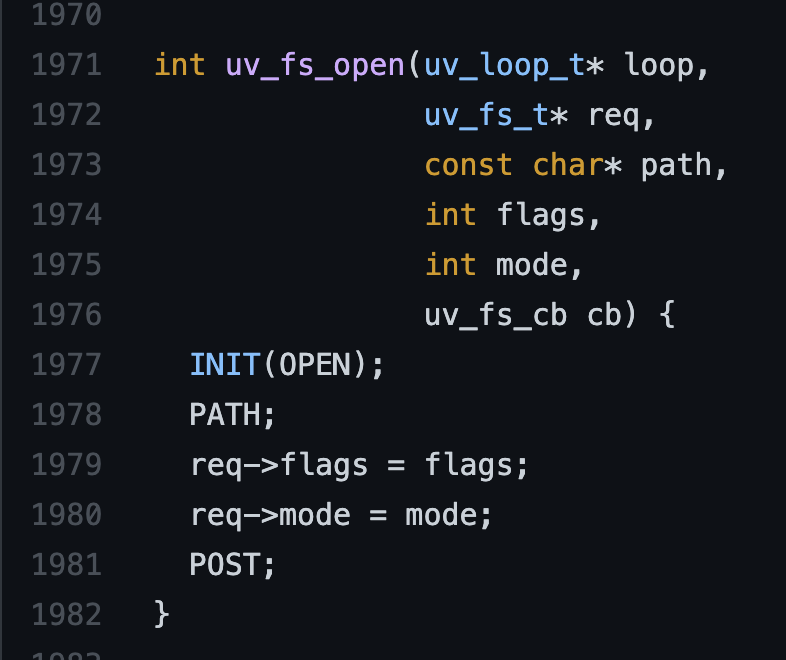 1970
1971 int uv_fs_open(uv_loop_t* loop,
1972 uv_fs_t* req,
1973 const char* path,
1974 int flags,
1975 int mode,
1976 uv_fs_cb cb) {
1977 INIT(OPEN);
1978 PATH;
1979 req->flags = flags;
1980 req->mode = mode;
1981 POST;
1982 }
1983